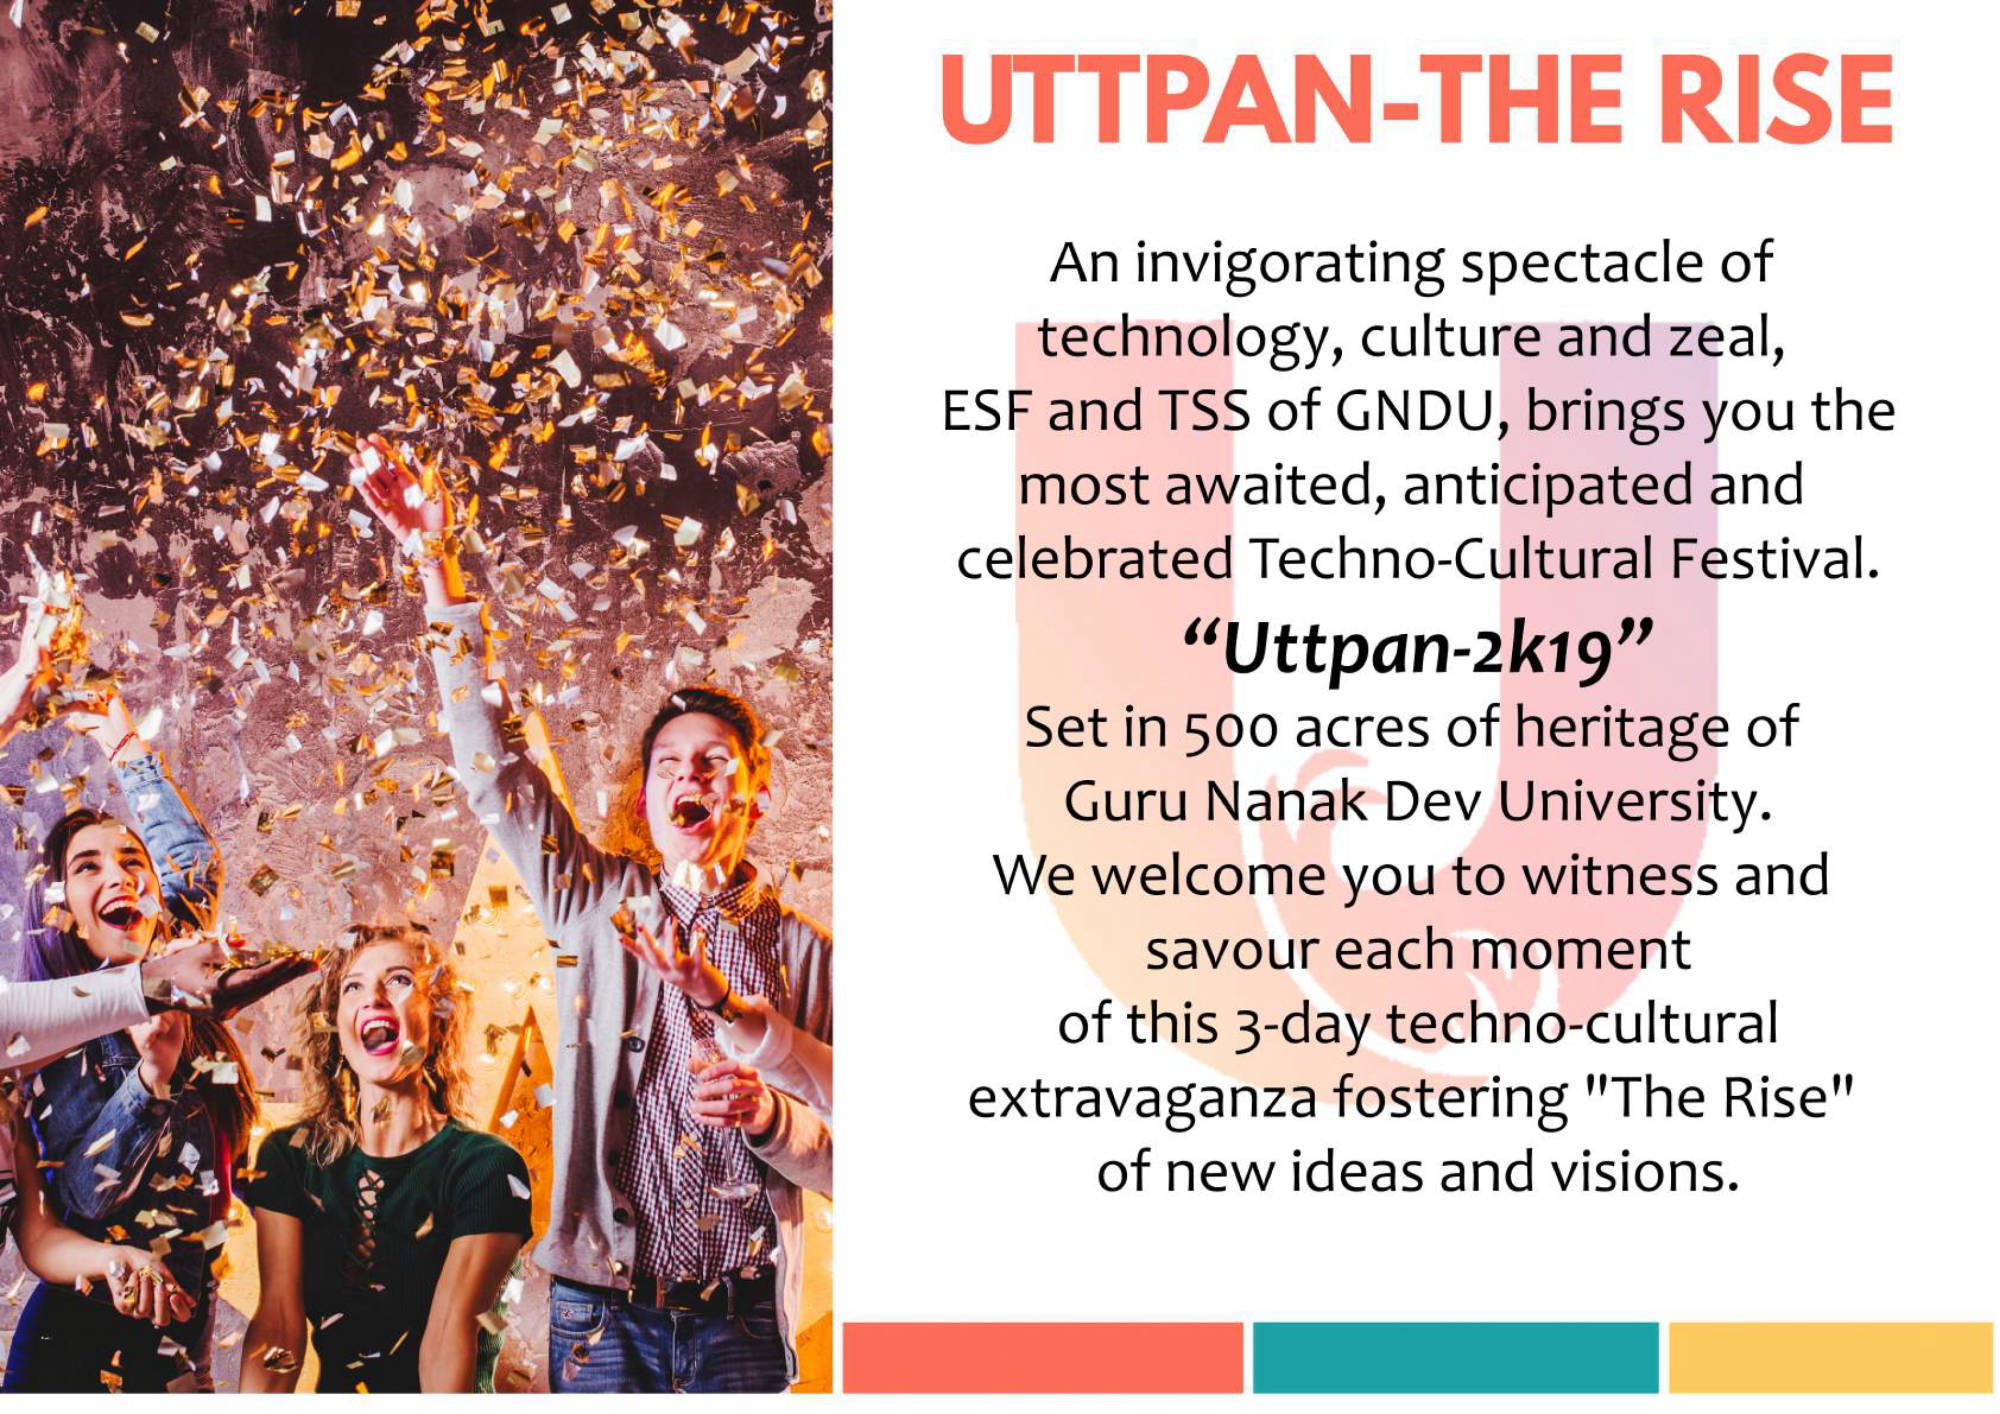 UTTPAN-THE RISE
An invigorating spectacle of
technology, culture and zeal,
ESF and TSS of GNDU, brings you the
most awaited, anticipated and
celebrated Techno-Cultural Festival.
“Uttpan-2k19”
Set in 500 acres of heritage of
Guru Nanak Dev University.
We welcome you to witness and
savour each moment
of this 3-day techno-cultural
extravaganza fostering "The Rise"
of new ideas and visions.